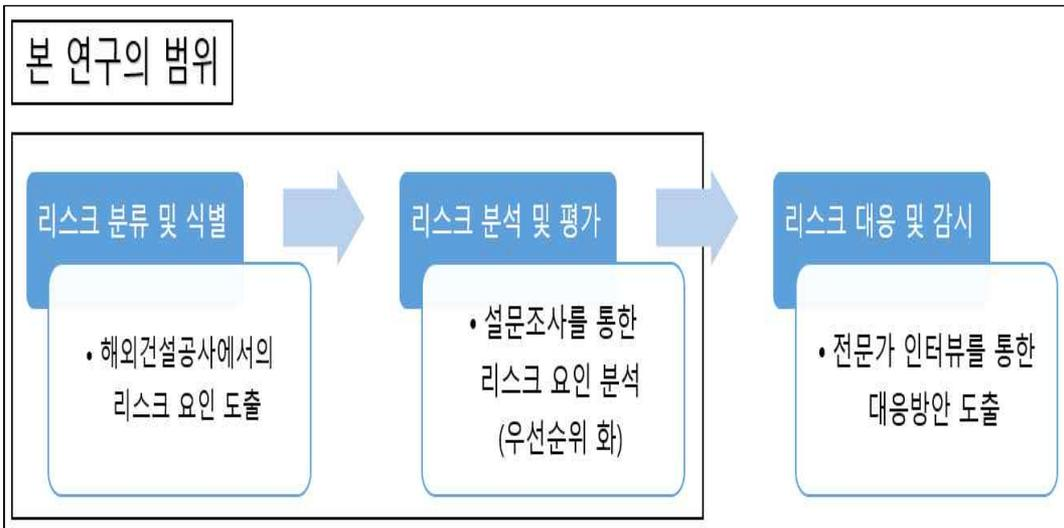 본 연구의 범위
리스크 분류 및 식별
• 해외건설공사에서의
리스크 요인 도출
리스크 분석 및 평가
• 설문조사를 통한
리스크 요인 분석
(우선순위 화)
리스크 대응 및 감시
• 전문가 인터뷰를 통한
대응방안 도출